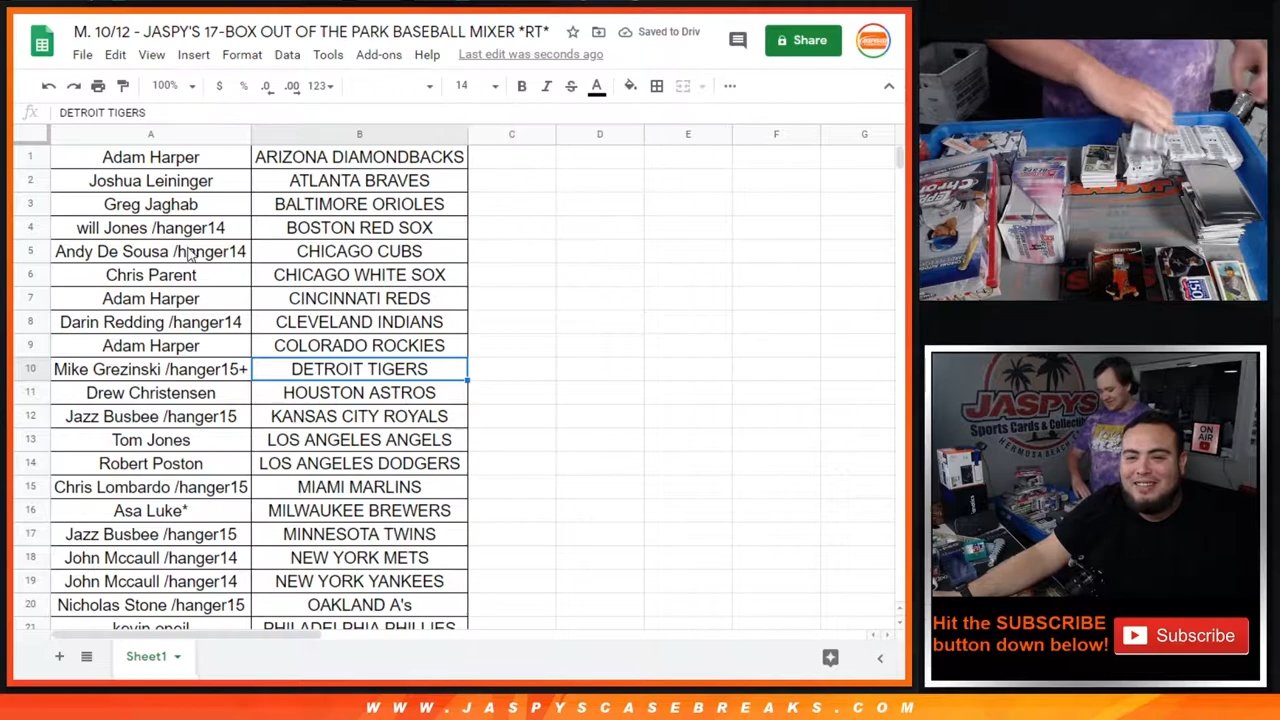 M. 10/12 - JASPY'S 17-BOX OUT OF THE PARK BASEBALL MIXER *RT*
Saved to Driv
File Edit View Insert Format Data Tools Add-ons Help Last edit was seconds ago
Share
100% $ % .0 .00 123 14 B I S A
fx DETROIT TIGERS
A B C D E F G
1 Adam Harper ARIZONA DIAMONDBACKS
2 Joshua Leininger ATLANTA BRAVES
3 Greg Jaghab BALTIMORE ORIOLES
4 will Jones /hanger14 BOSTON RED SOX
5 Andy De Sousa /hanger14 CHICAGO CUBS
6 Chris Parent CHICAGO WHITE SOX
7 Adam Harper CINCINNATI REDS
8 Darin Redding /hanger14 CLEVELAND INDIANS
9 Adam Harper COLORADO ROCKIES
10 Mike Grezinski /hanger15+ DETROIT TIGERS
11 Drew Christensen HOUSTON ASTROS
12 Jazz Busbee /hanger15 KANSAS CITY ROYALS
13 Tom Jones LOS ANGELES ANGELS
14 Robert Poston LOS ANGELES DODGERS
15 Chris Lombardo /hanger15 MIAMI MARLINS
16 Asa Luke* MILWAUKEE BREWERS
17 Jazz Busbee /hanger15 MINNESOTA TWINS
18 John Mccaull /hanger14 NEW YORK METS
19 John Mccaull /hanger14 NEW YORK YANKEES
20 Nicholas Stone /hanger15 OAKLAND A's
21 kevin oneil PHILADELPHIA PHILLIES
Sheet1
JASPYS
Sports Cards & Collectibles
HERMOSA BEACH
ON AIR
Hit the SUBSCRIBE
button down below!
Subscribe
WWW.JASPYSCASEBREAKS.COM